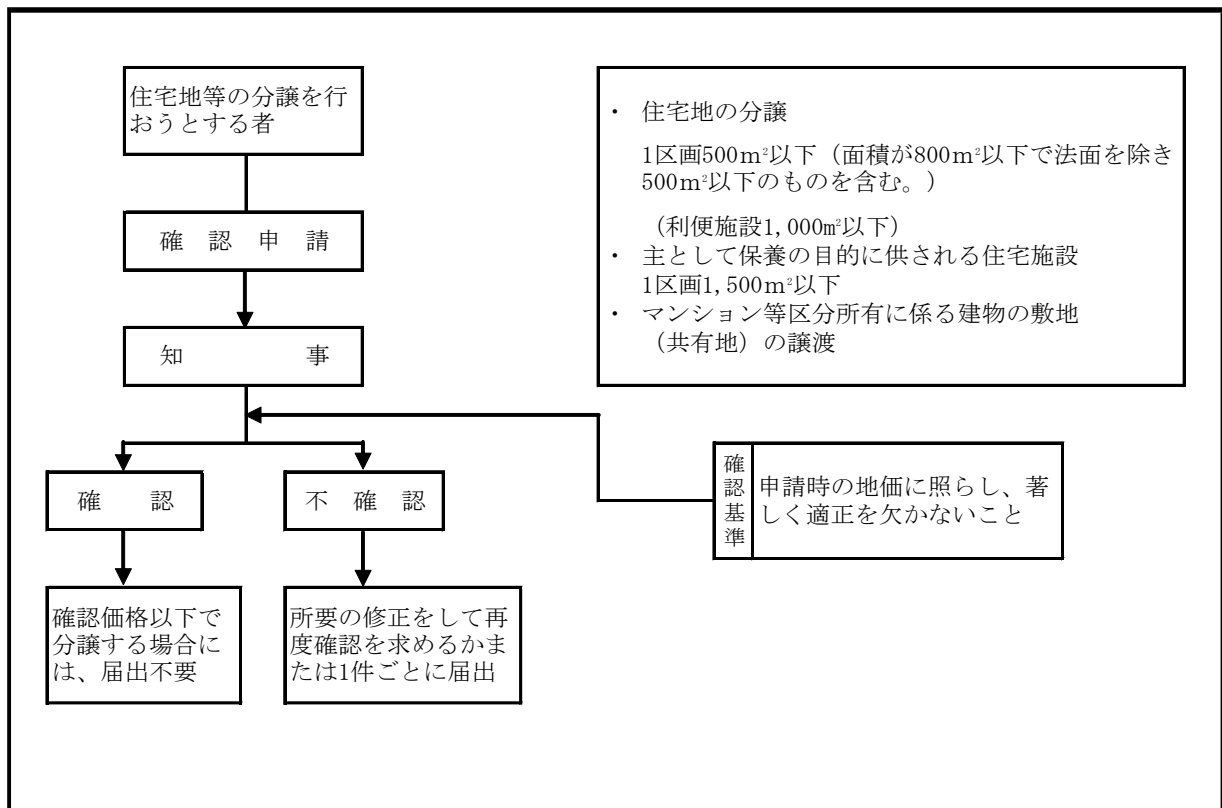 住宅地等の分譲を行
おうとする者
確認申請
知事
・ 住宅地の分譲
1区画500㎡以下（面積が800㎡以下で法面を除き
500㎡以下のものを含む。）
（利便施設1,000㎡以下）
・ 主として保養の目的に供される住宅施設
1区画1,500㎡以下
・ マンション等区分所有に係る建物の敷地
（共有地）の譲渡
確認
不確認
確認基準
申請時の地価に照らし、著
しく適正を欠かないこと
確認価格以下で
分譲する場合に
は、届出不要
所要の修正をして再
度確認を求めるかま
たは1件ごとに届出